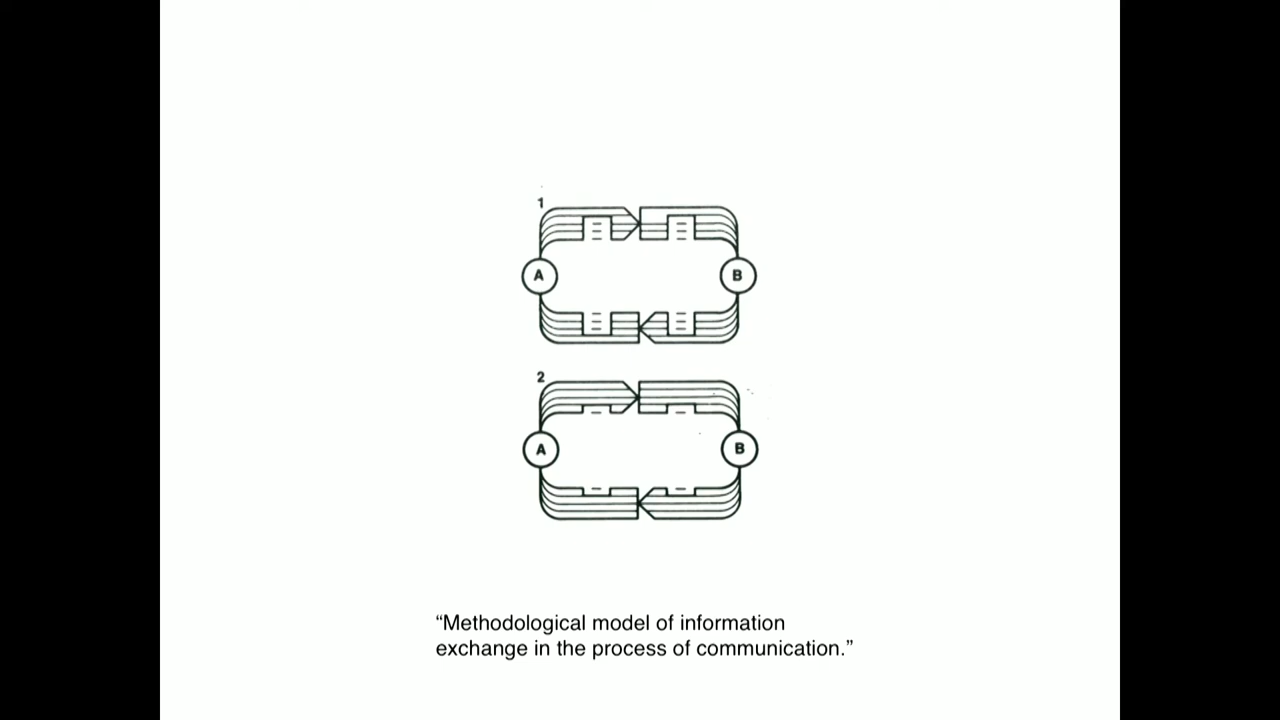 1
A
B
2
A
B
“Methodological model of information
exchange in the process of communication.”